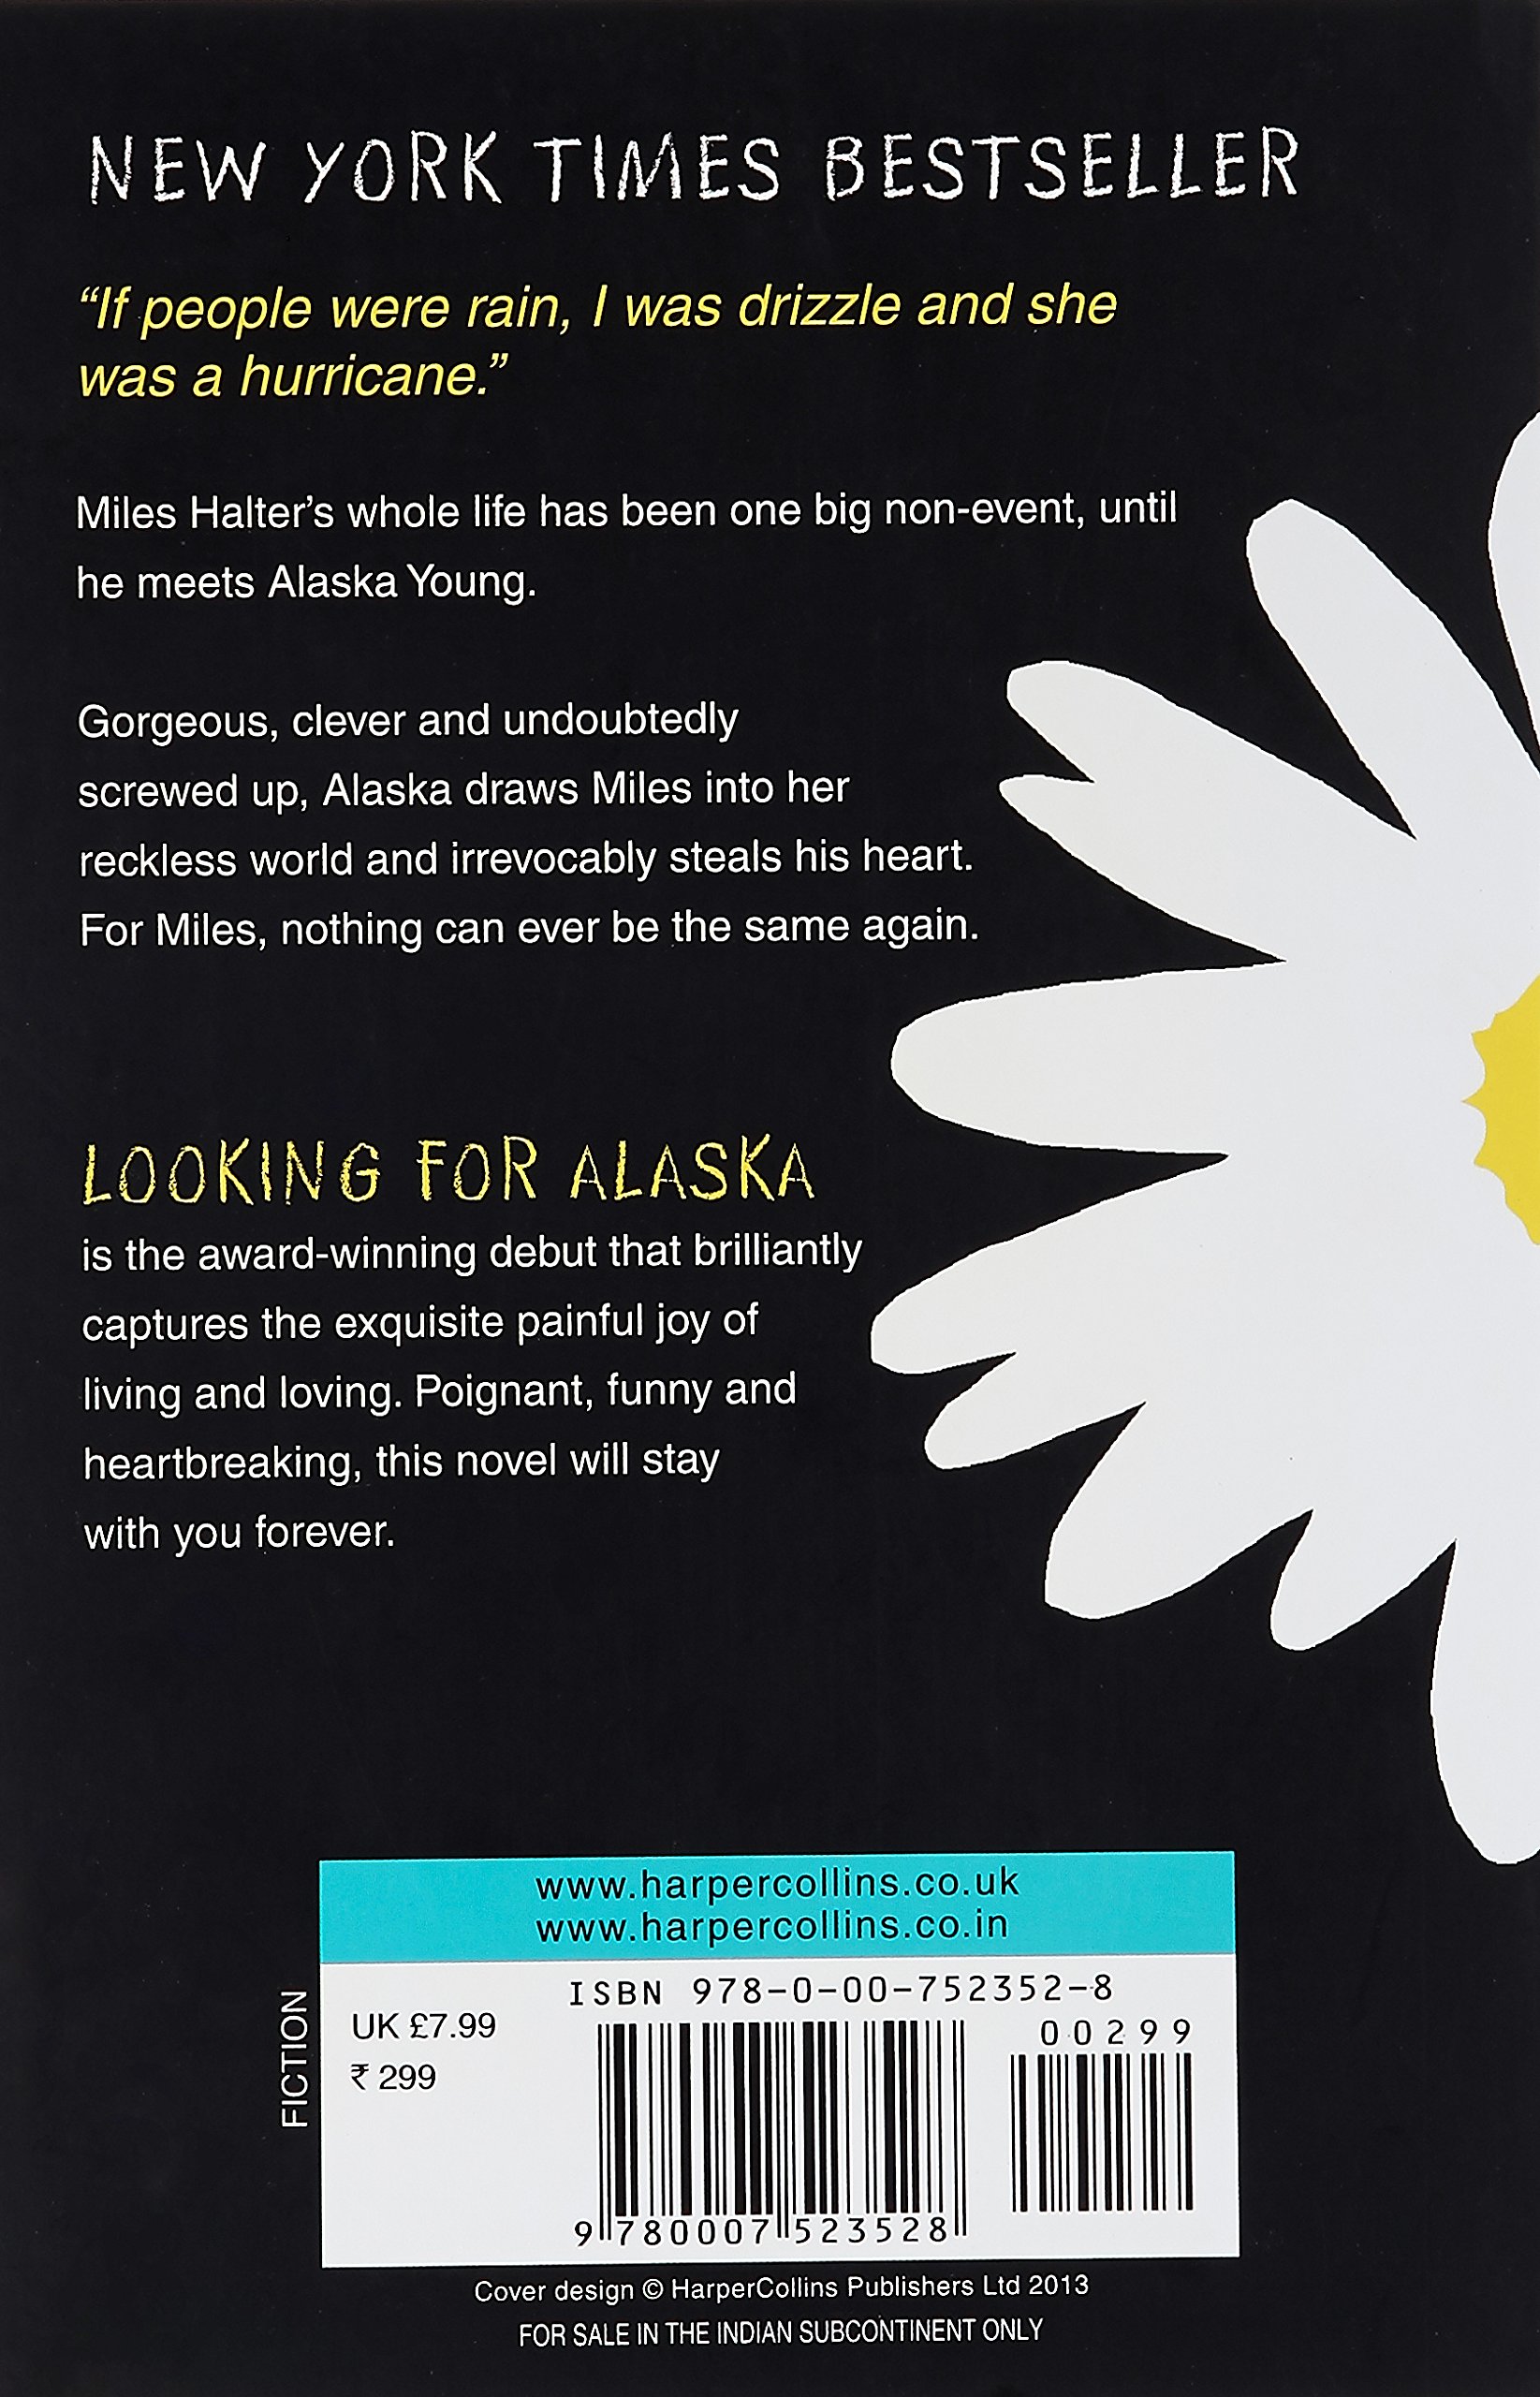 NEW YORK TIMES BESTSELLER
“If people were rain, I was drizzle and she
was a hurricane.”
Miles Halter’s whole life has been one big non-event, until
he meets Alaska Young.
Gorgeous, clever and undoubtedly
screwed up, Alaska draws Miles into her
reckless world and irrevocably steals his heart.
For Miles, nothing can ever be the same again.
LOOKING FOR ALASKA
is the award-winning debut that brilliantly
captures the exquisite painful joy of
living and loving. Poignant, funny and
heartbreaking, this novel will stay
with you forever.
www.harpercollins.co.uk
www.harpercollins.co.in
FICTION
UK £7.99
₹ 299
ISBN 978-0-00-752352-8
00299
9 780007 523528
Cover design © HarperCollins Publishers Ltd 2013
FOR SALE IN THE INDIAN SUBCONTINENT ONLY